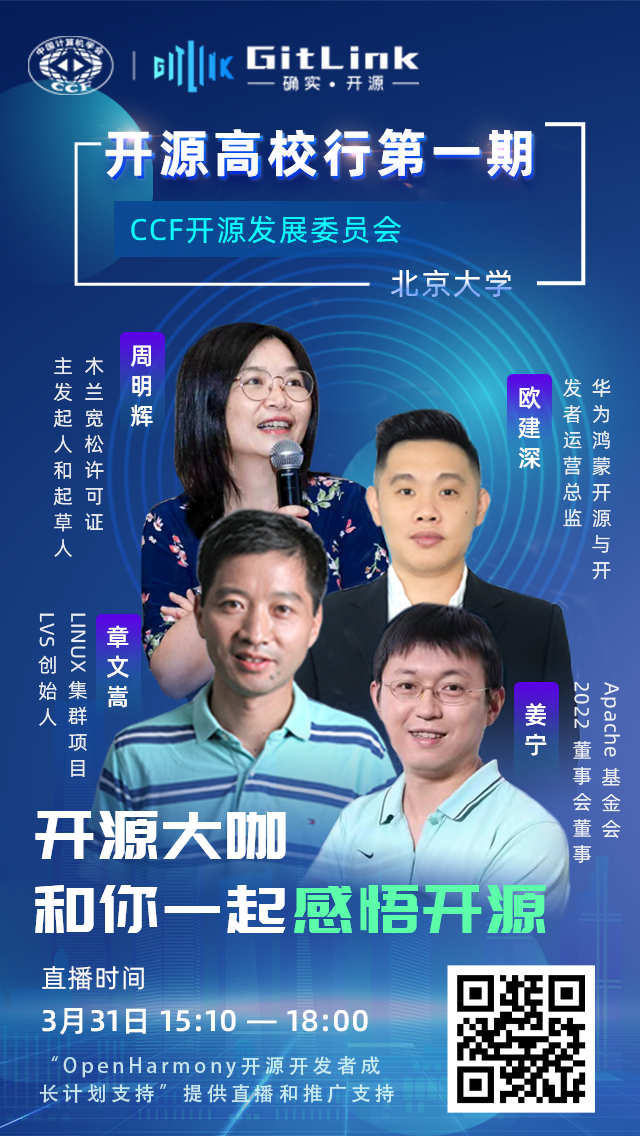 中国计算机学会
CCF
GITLINK
GitLink
确实·开源
开源高校行第一期
CCF开源发展委员会
北京大学
周明辉
木兰宽松许可证
主发起人和起草人
欧建深
华为鸿蒙开源与开
发者运营总监
章文嵩
LINUX 集群项目
LVS 创始人
姜宁
Apache 基金会
2022 董事会董事
开源大咖
和你一起感悟开源
直播时间
3月31日 15:10 — 18:00
“OpenHarmony开源开发者成
长计划支持”提供直播和推广支持